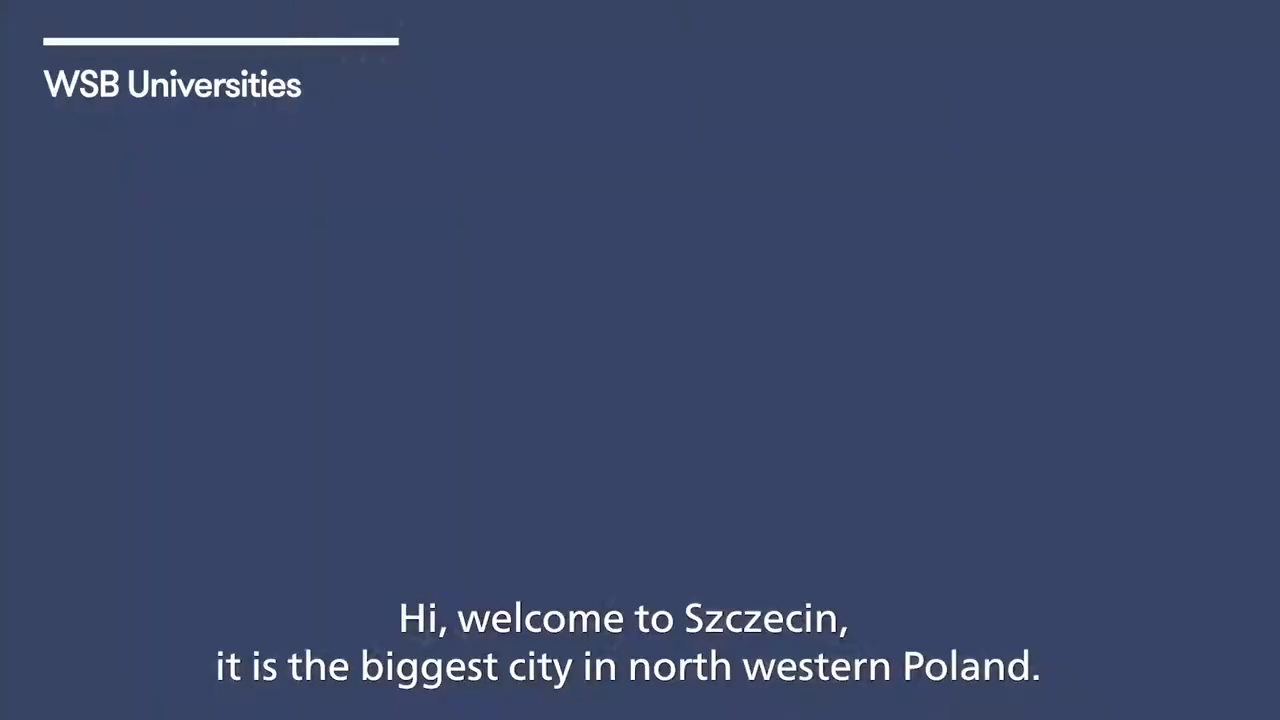 WSB Universities
Hi, welcome to Szczecin,
it is the biggest city in north western Poland.